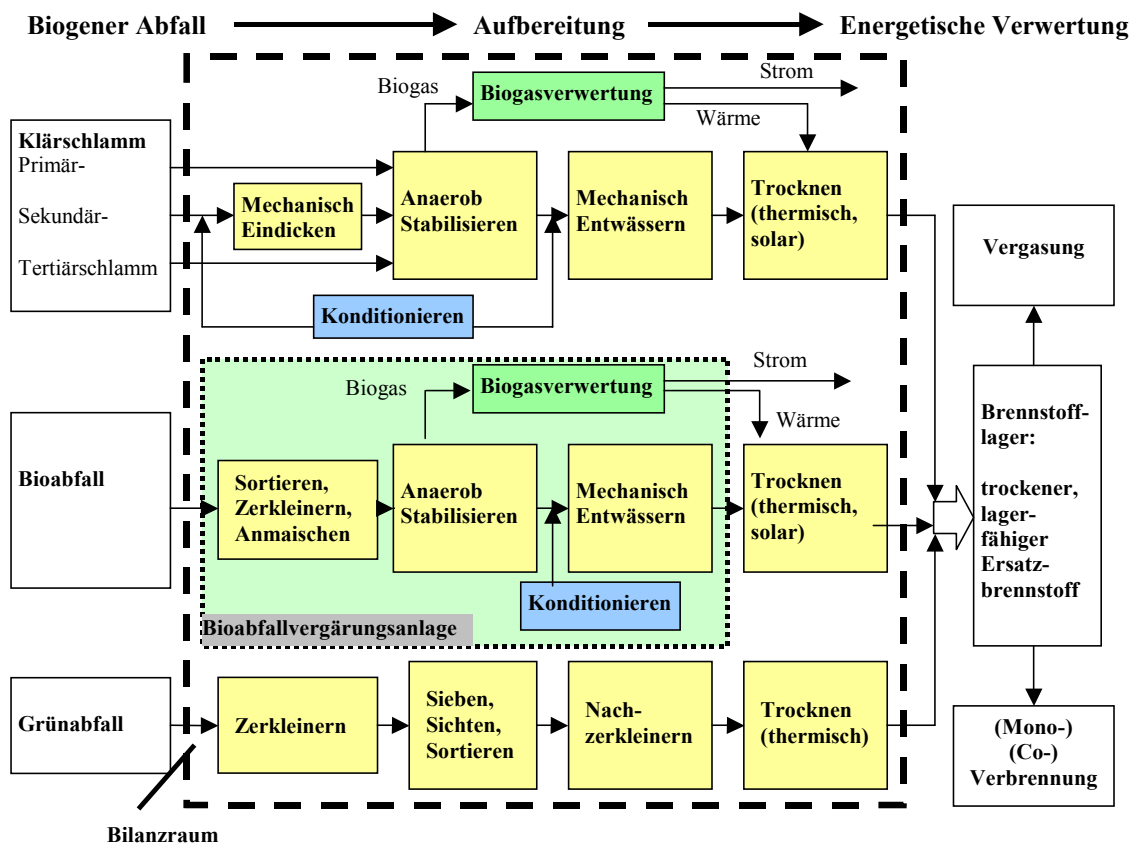 Biogener Abfall
Aufbereitung
Energetische Verwertung
Biogas
Biogasverwertung
Strom
Wärme
Klärschlamm
Primär-
Sekundär-
Tertiärschlamm
Mechanisch
Eindicken
Anaerob
Stabilisieren
Mechanisch
Entwässern
Trocknen
(thermisch,
solar)
Konditionieren
Vergasung
Biogas
Biogasverwertung
Strom
Wärme
Bioabfall
Sortieren,
Zerkleinern,
Anmaischen
Anaerob
Stabilisieren
Mechanisch
Entwässern
Trocknen
(thermisch,
solar)
Konditionieren
Bioabfallvergärungsanlage
Brennstoff-
lager:
trockener,
lager-
fähiger
Ersatz-
brennstoff
Grünabfall
Zerkleinern
Sieben,
Sichten,
Sortieren
Nach-
zerkleinern
Trocknen
(thermisch)
(Mono-)
(Co-)
Verbrennung
Bilanzraum